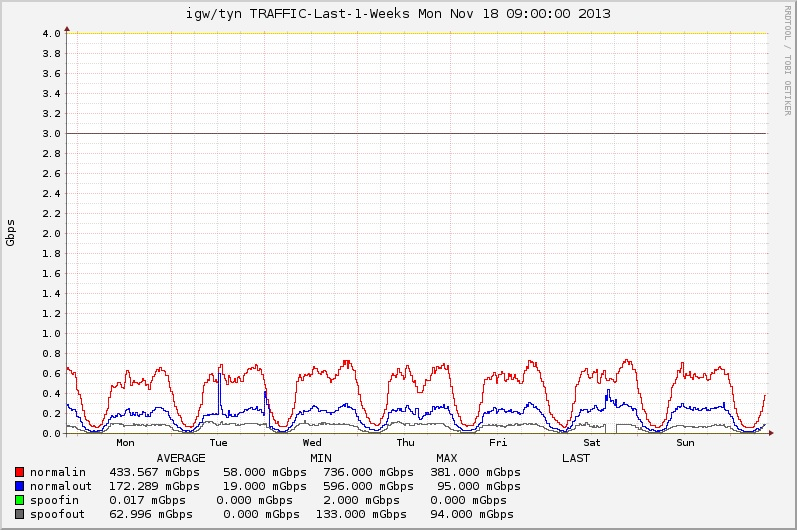 igw/tyn TRAFFIC-Last-1-Weeks Mon Nov 18 09:00:00 2013
RRDTOOL / TOBI OETIKER
Gbps
4.0
3.8
3.6
3.4
3.2
3.0
2.8
2.6
2.4
2.2
2.0
1.8
1.6
1.4
1.2
1.0
0.8
0.6
0.4
0.2
0.0
Mon Tue Wed Thu Fri Sat Sun
AVERAGE MIN MAX LAST
normalin 433.567 mGbps 58.000 mGbps 736.000 mGbps 381.000 mGbps
normalout 172.289 mGbps 19.000 mGbps 596.000 mGbps 95.000 mGbps
spoofin 0.017 mGbps 0.000 mGbps 2.000 mGbps 0.000 mGbps
spoofout 62.996 mGbps 0.000 mGbps 133.000 mGbps 94.000 mGbps